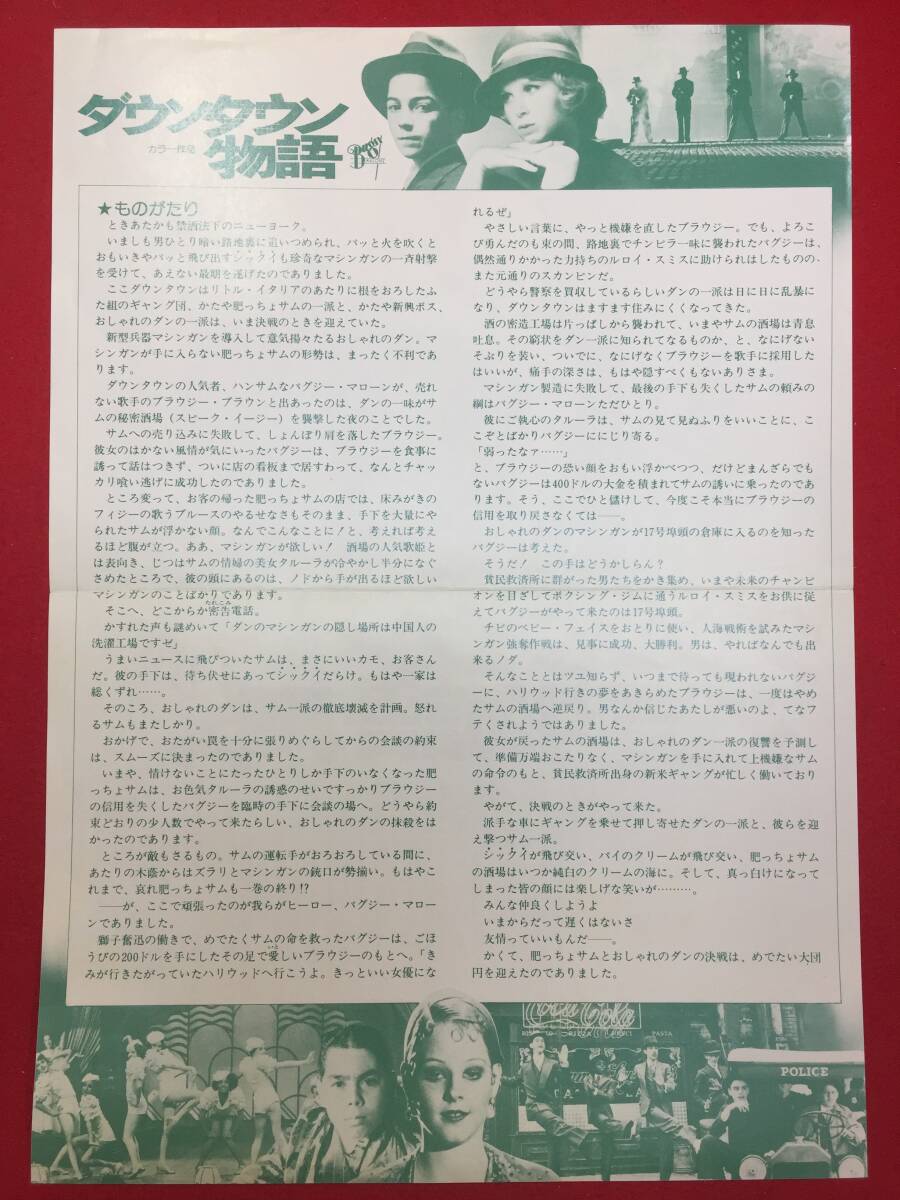 ダウンタウン
カラー作品
物語
★ものがたり
ときあたかも禁酒法下のニューヨーク。
いましも男ひとり暗い路地裏に追いつめられ、パッと火を吹くと
おもいきやパッと飛び出すシックイも珍奇なマシンガンの一斉射撃
を受けて、あえない最期を遂げたのでありました。
ここダウンタウンはリトル・イタリアのあたりに根をおろしたふ
た組のギャング団、かたや肥っちょサムの一派と、かたや新興ボス、
おしゃれのダンの一派は、いま決戦のときを迎えていた。
新型兵器マシンガンを導入して意気揚々たるおしゃれのダン。マ
シンガンが手に入らない肥っちょサムの形勢は、まったく不利であ
ります。
ダウンタウンの人気者、ハンサムなバグジー・マローンが、売れ
ない歌手のブラウジー・ブラウンと出あったのは、ダンの一味がサ
ムの秘密酒場（スピーク・イージー）を襲撃した夜のことでした。
サムへの売り込みに失敗して、しょんぼり肩を落したブラウジー。
彼女のはかない風情が気にいったバグジーは、ブラウジーを食事に
誘って話はつきず、ついに店の看板まで居すわって、なんとチャッ
カリ喰い逃げに成功したのでありました。
ところ変って、お客の帰った肥っちょサムの店では、床みがきの
フィジーの歌うブルースのやるせなさもそのまま、手下を大量にや
られたサムが浮かない顔。なんでこんなことに！と、考えれば考え
るほど腹が立つ。ああ、マシンガンが欲しい！　酒場の人気歌姫と
は表向き、じつはサムの情婦の美女タルーラが冷やかし半分になぐ
さめたところで、彼の頭にあるのは、ノドから手が出るほど欲しい
マシンガンのことばかりであります。
そこへ、どこからか密告電話。
かすれた声も謎めいて「ダンのマシンガンの隠し場所は中国人の
洗濯工場ですぜ」
うまいニュースに飛びついたサムは、まさにいいカモ、お客さん
だ。彼の手下は、待ち伏せにあってシックイだらけ。もはや一家は
総くずれ……。
そのころ、おしゃれのダンは、サム一派の徹底壊滅を計画。怒れ
るサムもまたしかり。
おかげで、おたがい罠を十分に張りめぐらしてからの会談の約束
は、スムーズに決まったのでありました。
いまや、情けないことにたったひとりしか手下のいなくなった肥
っちょサムは、お色気タルーラの誘惑のせいですっかりブラウジー
の信用を失くしたバグジーを臨時の手下に会談の場へ。どうやら約
束どおりの少人数でやって来たらしい、おしゃれのダンの抹殺をは
かったのであります。
ところが敵もさるもの。サムの運転手がおろおろしている間に、
あたりの木蔭からはズラリとマシンガンの銃口が勢揃い。もはやこ
れまで、哀れ肥っちょサムも一巻の終り!?
──が、ここで頑張ったのが我らがヒーロー、バグジー・マロー
ンでありました。
獅子奮迅の働きで、めでたくサムの命を救ったバグジーは、ごほ
うびの200ドルを手にしたその足で愛しいブラウジーのもとへ。「き
みが行きたがっていたハリウッドへ行こうよ。きっといい女優にな
れるぜ」
やさしい言葉に、やっと機嫌を直したブラウジー。でも、よろこ
び勇んだのも束の間、路地裏でチンピラ一味に襲われたバグジーは、
偶然通りかかった力持ちのルロイ・スミスに助けられはしたものの、
また元通りのスカンピンだ。
どうやら警察を買収しているらしいダンの一派は日に日に乱暴に
なり、ダウンタウンはますます住みにくくなってきた。
酒の密造工場は片っぱしから襲われて、いまやサムの酒場は青息
吐息。その窮状をダン一派に知られてなるものか、と、なにげない
そぶりを装い、ついでに、なにげなくブラウジーを歌手に採用した
はいいが、痛手の深さは、もはや隠すべくもないありさま。
マシンガン製造に失敗して、最後の手下も失くしたサムの頼みの
綱はバグジー・マローンただひとり。
彼にご執心のタルーラは、サムの見て見ぬふりをいいことに、こ
こぞとばかりバグジーににじり寄る。
「弱ったなァ……」
と、ブラウジーの恐い顔をおもい浮かべつつ、だけどまんざらでも
ないバグジーは400ドルの大金を積まれてサムの誘いに乗ったのであ
ります。そう、ここでひと儲けして、今度こそ本当にブラウジーの
信用を取り戻さなくては──。
おしゃれのダンのマシンガンが17号埠頭の倉庫に入るのを知った
バグジーは考えた。
そうだ！　この手はどうかしらん？
貧民救済所に群がった男たちをかき集め、いまや未来のチャンピ
オンを目ざしてボクシング・ジムに通うルロイ・スミスをお供に従
えてバグジーがやって来たのは17号埠頭。
チビのベビー・フェイスをおとりに使い、人海戦術を試みたマシ
ンガン強奪作戦は、見事に成功、大勝利。男は、やればなんでも出
来るノダ。
そんなこととはツユ知らず、いつまで待っても現われないバグジ
ーに、ハリウッド行きの夢をあきらめたブラウジーは、一度はやめ
たサムの酒場へ逆戻り。男なんか信じたあたしが悪いのよ、てなフ
テくされようではありました。
彼女が戻ったサムの酒場は、おしゃれのダン一派の復讐を予測し
て、準備万端おこたりなく、マシンガンを手に入れて上機嫌なサム
の命令のもと、貧民救済所出身の新米ギャングが忙しく働いており
ます。
やがて、決戦のときがやって来た。
派手な車にギャングを乗せて押し寄せたダンの一派と、彼らを迎
え撃つサム一派。
シックイが飛び交い、パイのクリームが飛び交い、肥っちょサム
の酒場はいつか純白のクリームの海に。そして、真っ白けになって
しまった皆の顔には楽しげな笑いが………。
みんな仲良くしようよ
いまからだって遅くはないさ
友情っていいもんだ──。
かくて、肥っちょサムとおしゃれのダンの決戦は、めでたい大団
円を迎えたのでありました。
PIZZA
PASTA
POLICE